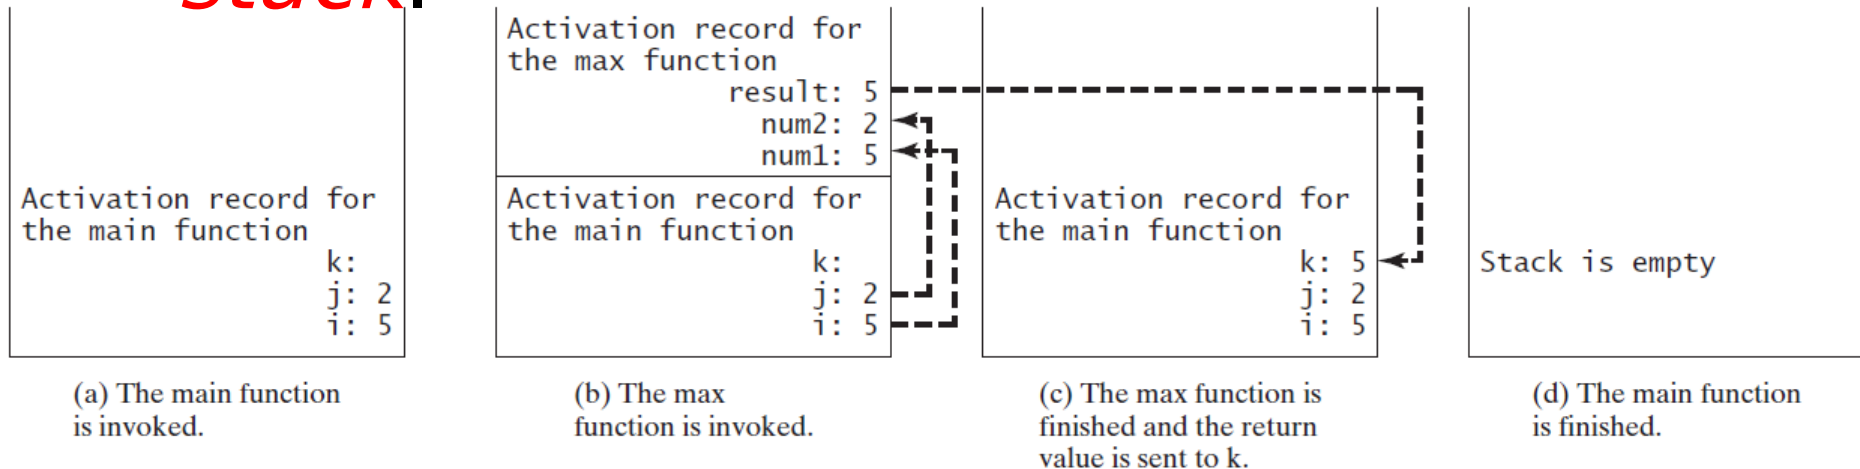 Stack.
Activation record for
the main function
k:
j: 2
i: 5
(a) The main function
is invoked.
Activation record for
the max function
result: 5
num2: 2
num1: 5
Activation record for
the main function
k:
j: 2
i: 5
(b) The max
function is invoked.
Activation record for
the main function
k: 5
j: 2
i: 5
(c) The max function is
finished and the return
value is sent to k.
Stack is empty
(d) The main function
is finished.